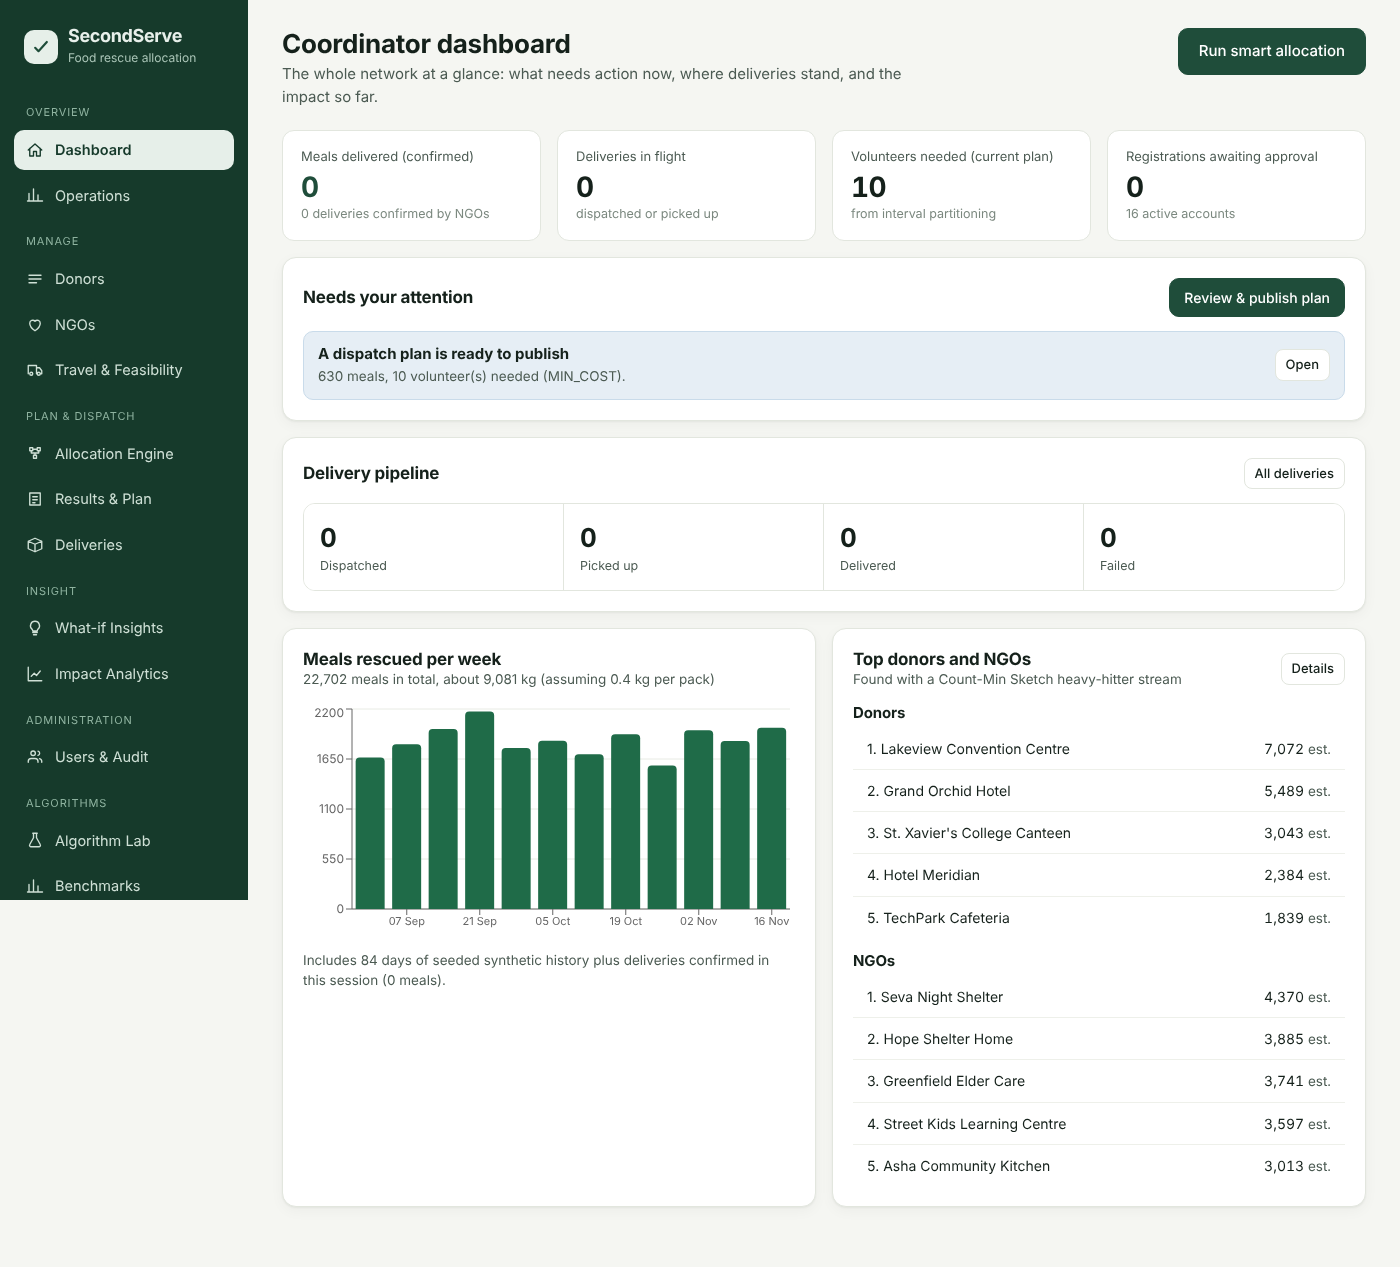 SecondServe
Food rescue allocation
OVERVIEW
Dashboard
Operations
MANAGE
Donors
NGOs
Travel & Feasibility
PLAN & DISPATCH
Allocation Engine
Results & Plan
Deliveries
INSIGHT
What-if Insights
Impact Analytics
ADMINISTRATION
Users & Audit
ALGORITHMS
Algorithm Lab
Benchmarks
Coordinator dashboard
The whole network at a glance: what needs action now, where deliveries stand, and the
impact so far.
Run smart allocation
Meals delivered (confirmed)
0
0 deliveries confirmed by NGOs
Deliveries in flight
0
dispatched or picked up
Volunteers needed (current plan)
10
from interval partitioning
Registrations awaiting approval
0
16 active accounts
Needs your attention
Review & publish plan
A dispatch plan is ready to publish
630 meals, 10 volunteer(s) needed (MIN_COST).
Open
Delivery pipeline
All deliveries
0
Dispatched
0
Picked up
0
Delivered
0
Failed
Meals rescued per week
22,702 meals in total, about 9,081 kg (assuming 0.4 kg per pack)
2200
1650
1100
550
0
07 Sep 21 Sep 05 Oct 19 Oct 02 Nov 16 Nov
Includes 84 days of seeded synthetic history plus deliveries confirmed in
this session (0 meals).
Top donors and NGOs
Found with a Count-Min Sketch heavy-hitter stream
Details
Donors
1. Lakeview Convention Centre 7,072 est.
2. Grand Orchid Hotel 5,489 est.
3. St. Xavier's College Canteen 3,043 est.
4. Hotel Meridian 2,384 est.
5. TechPark Cafeteria 1,839 est.
NGOs
1. Seva Night Shelter 4,370 est.
2. Hope Shelter Home 3,885 est.
3. Greenfield Elder Care 3,741 est.
4. Street Kids Learning Centre 3,597 est.
5. Asha Community Kitchen 3,013 est.